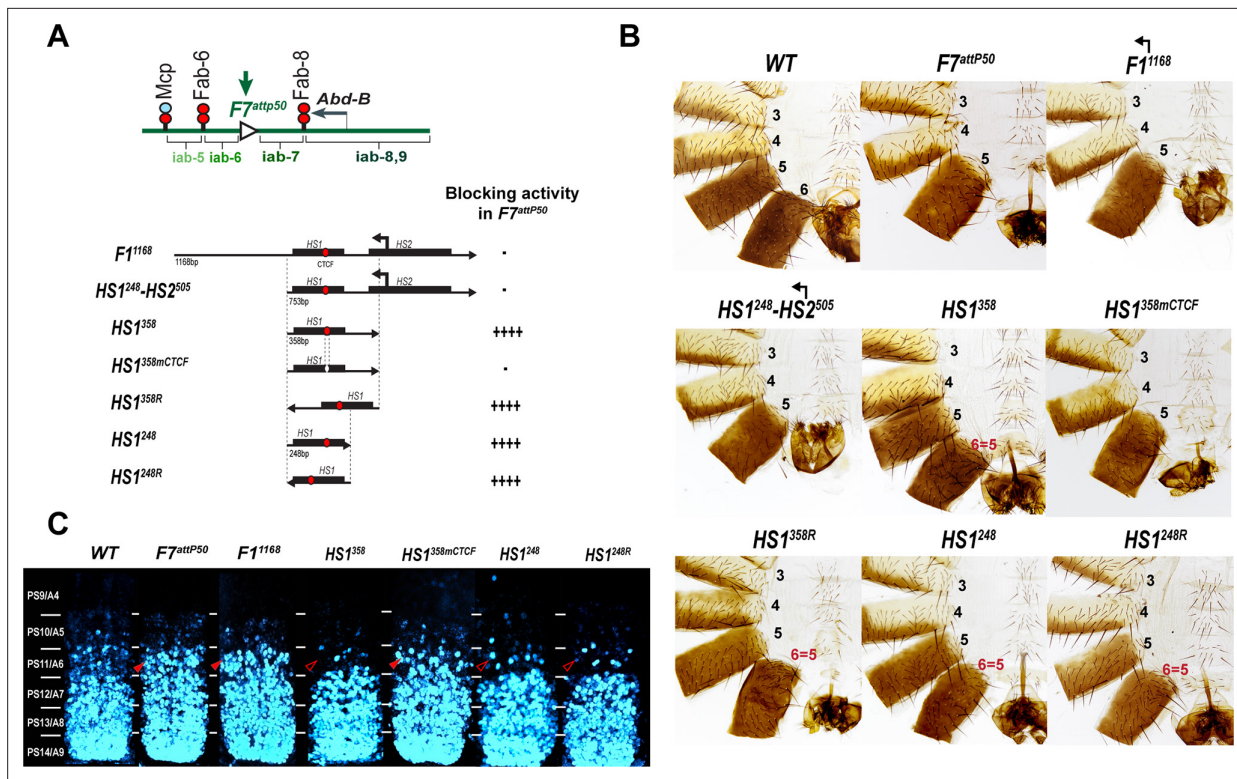 A
Mcp
Fab-6
F7attp50
Fab-8
Abd-B
iab-5
iab-6
iab-7
iab-8,9
Blocking activity
in F7attP50
F11168
1168bp
HS1
CTCF
HS2
-
HS1248-HS2505
753bp
HS1
HS2
-
HS1358
358bp
HS1
++++
HS1358mCTCF
HS1
-
HS1358R
HS1
++++
HS1248
248bp
HS1
++++
HS1248R
HS1
++++
B
WT
3
4
5
6
F7attP50
3
4
5
F11168
3
4
5
HS1248-HS2505
3
4
5
HS1358
3
4
5
6=5
HS1358mCTCF
3
4
5
HS1358R
6=5
HS1248
3
4
5
6=5
HS1248R
3
4
5
6=5
C
WT
F7attP50
F11168
HS1358
HS1358mCTCF
HS1248
HS1248R
PS9/A4
PS10/A5
PS11/A6
PS12/A7
PS13/A8
PS14/A9